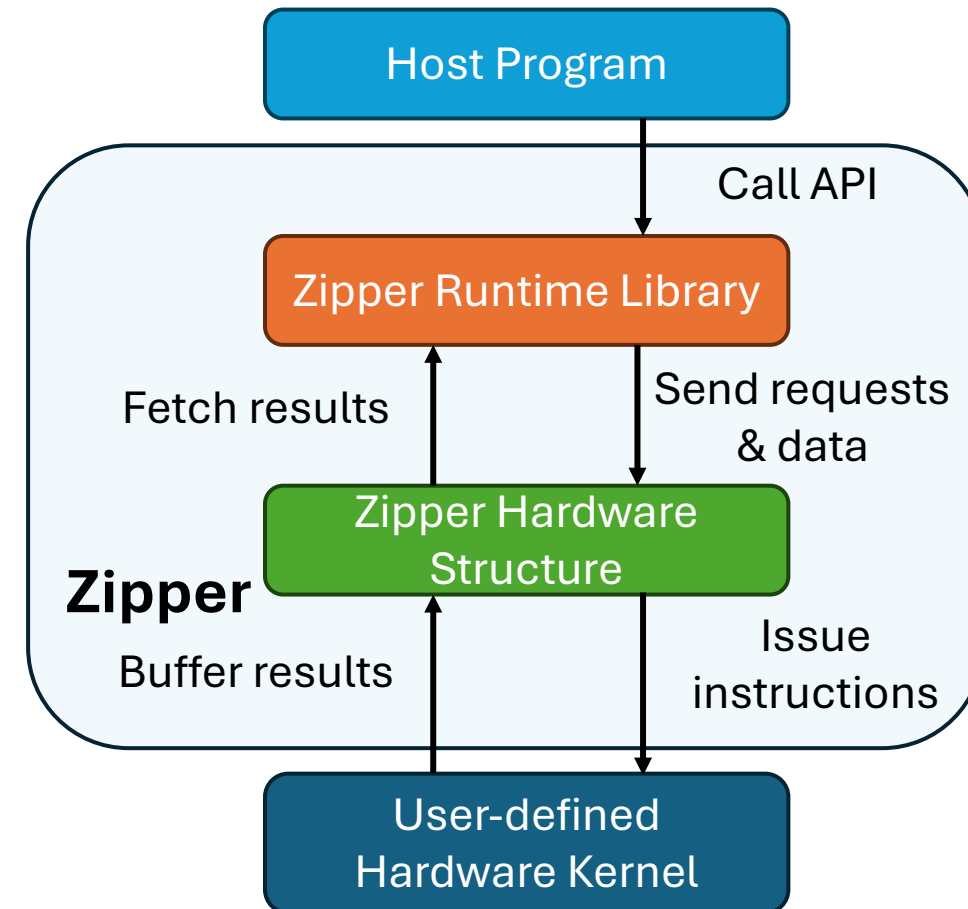 Host Program
Call API
Zipper Runtime Library
Fetch results
Send requests
& data
Zipper Hardware
Structure
Zipper
Buffer results
Issue
instructions
User-defined
Hardware Kernel